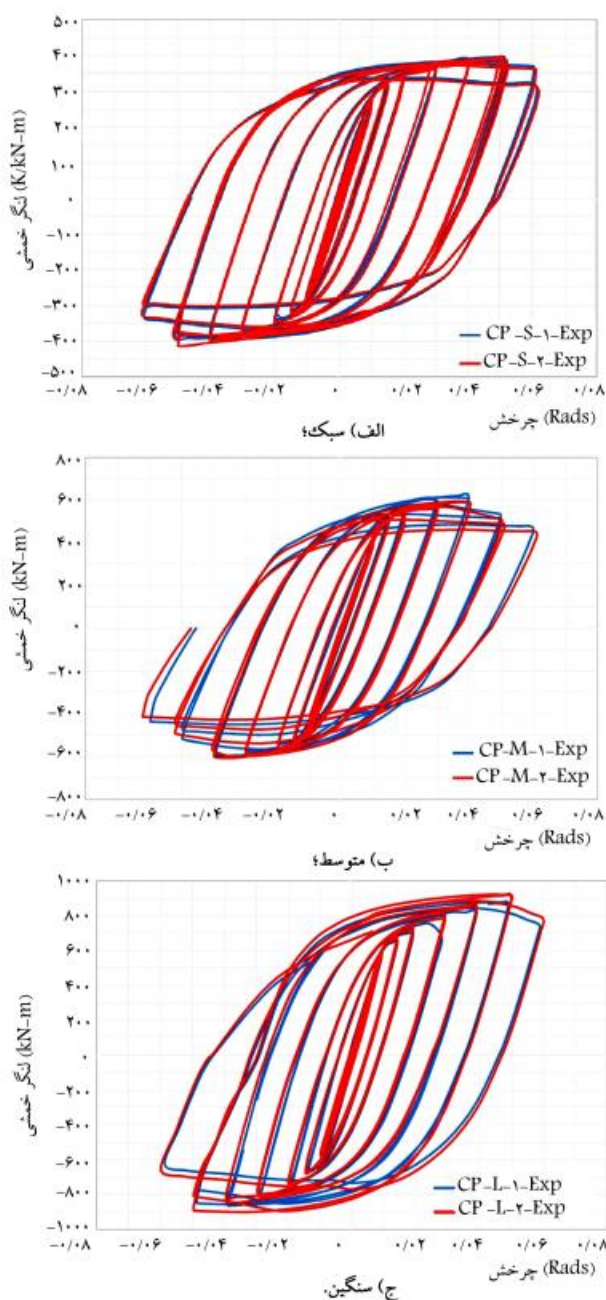 ۵۰۰
۴۰۰
۳۰۰
۲۰۰
۱۰۰
۰
-۱۰۰
-۲۰۰
-۳۰۰
-۴۰۰
-۵۰۰
لنگر خمشی (K/kN-m)
CP -S-۱-Exp
CP -S-۲-Exp
-۰/۰۸ -۰/۰۶ -۰/۰۴ -۰/۰۲ ۰ ۰/۰۲ ۰/۰۴ ۰/۰۶ ۰/۰۸
چرخش (Rads)
الف) سبک؛
۸۰۰
۶۰۰
۴۰۰
۲۰۰
۰
-۲۰۰
-۴۰۰
-۶۰۰
-۸۰۰
لنگر خمشی (kN-m)
CP-M-۱-Exp
CP -M-۲-Exp
-۰/۰۸ -۰/۰۶ -۰/۰۴ -۰/۰۲ ۰ ۰/۰۲ ۰/۰۴ ۰/۰۶ ۰/۰۸
چرخش (Rads)
ب) متوسط؛
۱۰۰۰
۸۰۰
۶۰۰
۴۰۰
۲۰۰
۰
-۲۰۰
-۴۰۰
-۶۰۰
-۸۰۰
-۱۰۰۰
لنگر خمشی (kN-m)
CP-L-۱-Exp
CP -L-۲-Exp
-۰/۰۸ -۰/۰۶ -۰/۰۴ -۰/۰۲ ۰ ۰/۰۲ ۰/۰۴ ۰/۰۶ ۰/۰۸
چرخش (Rads)
ج) سنگین.